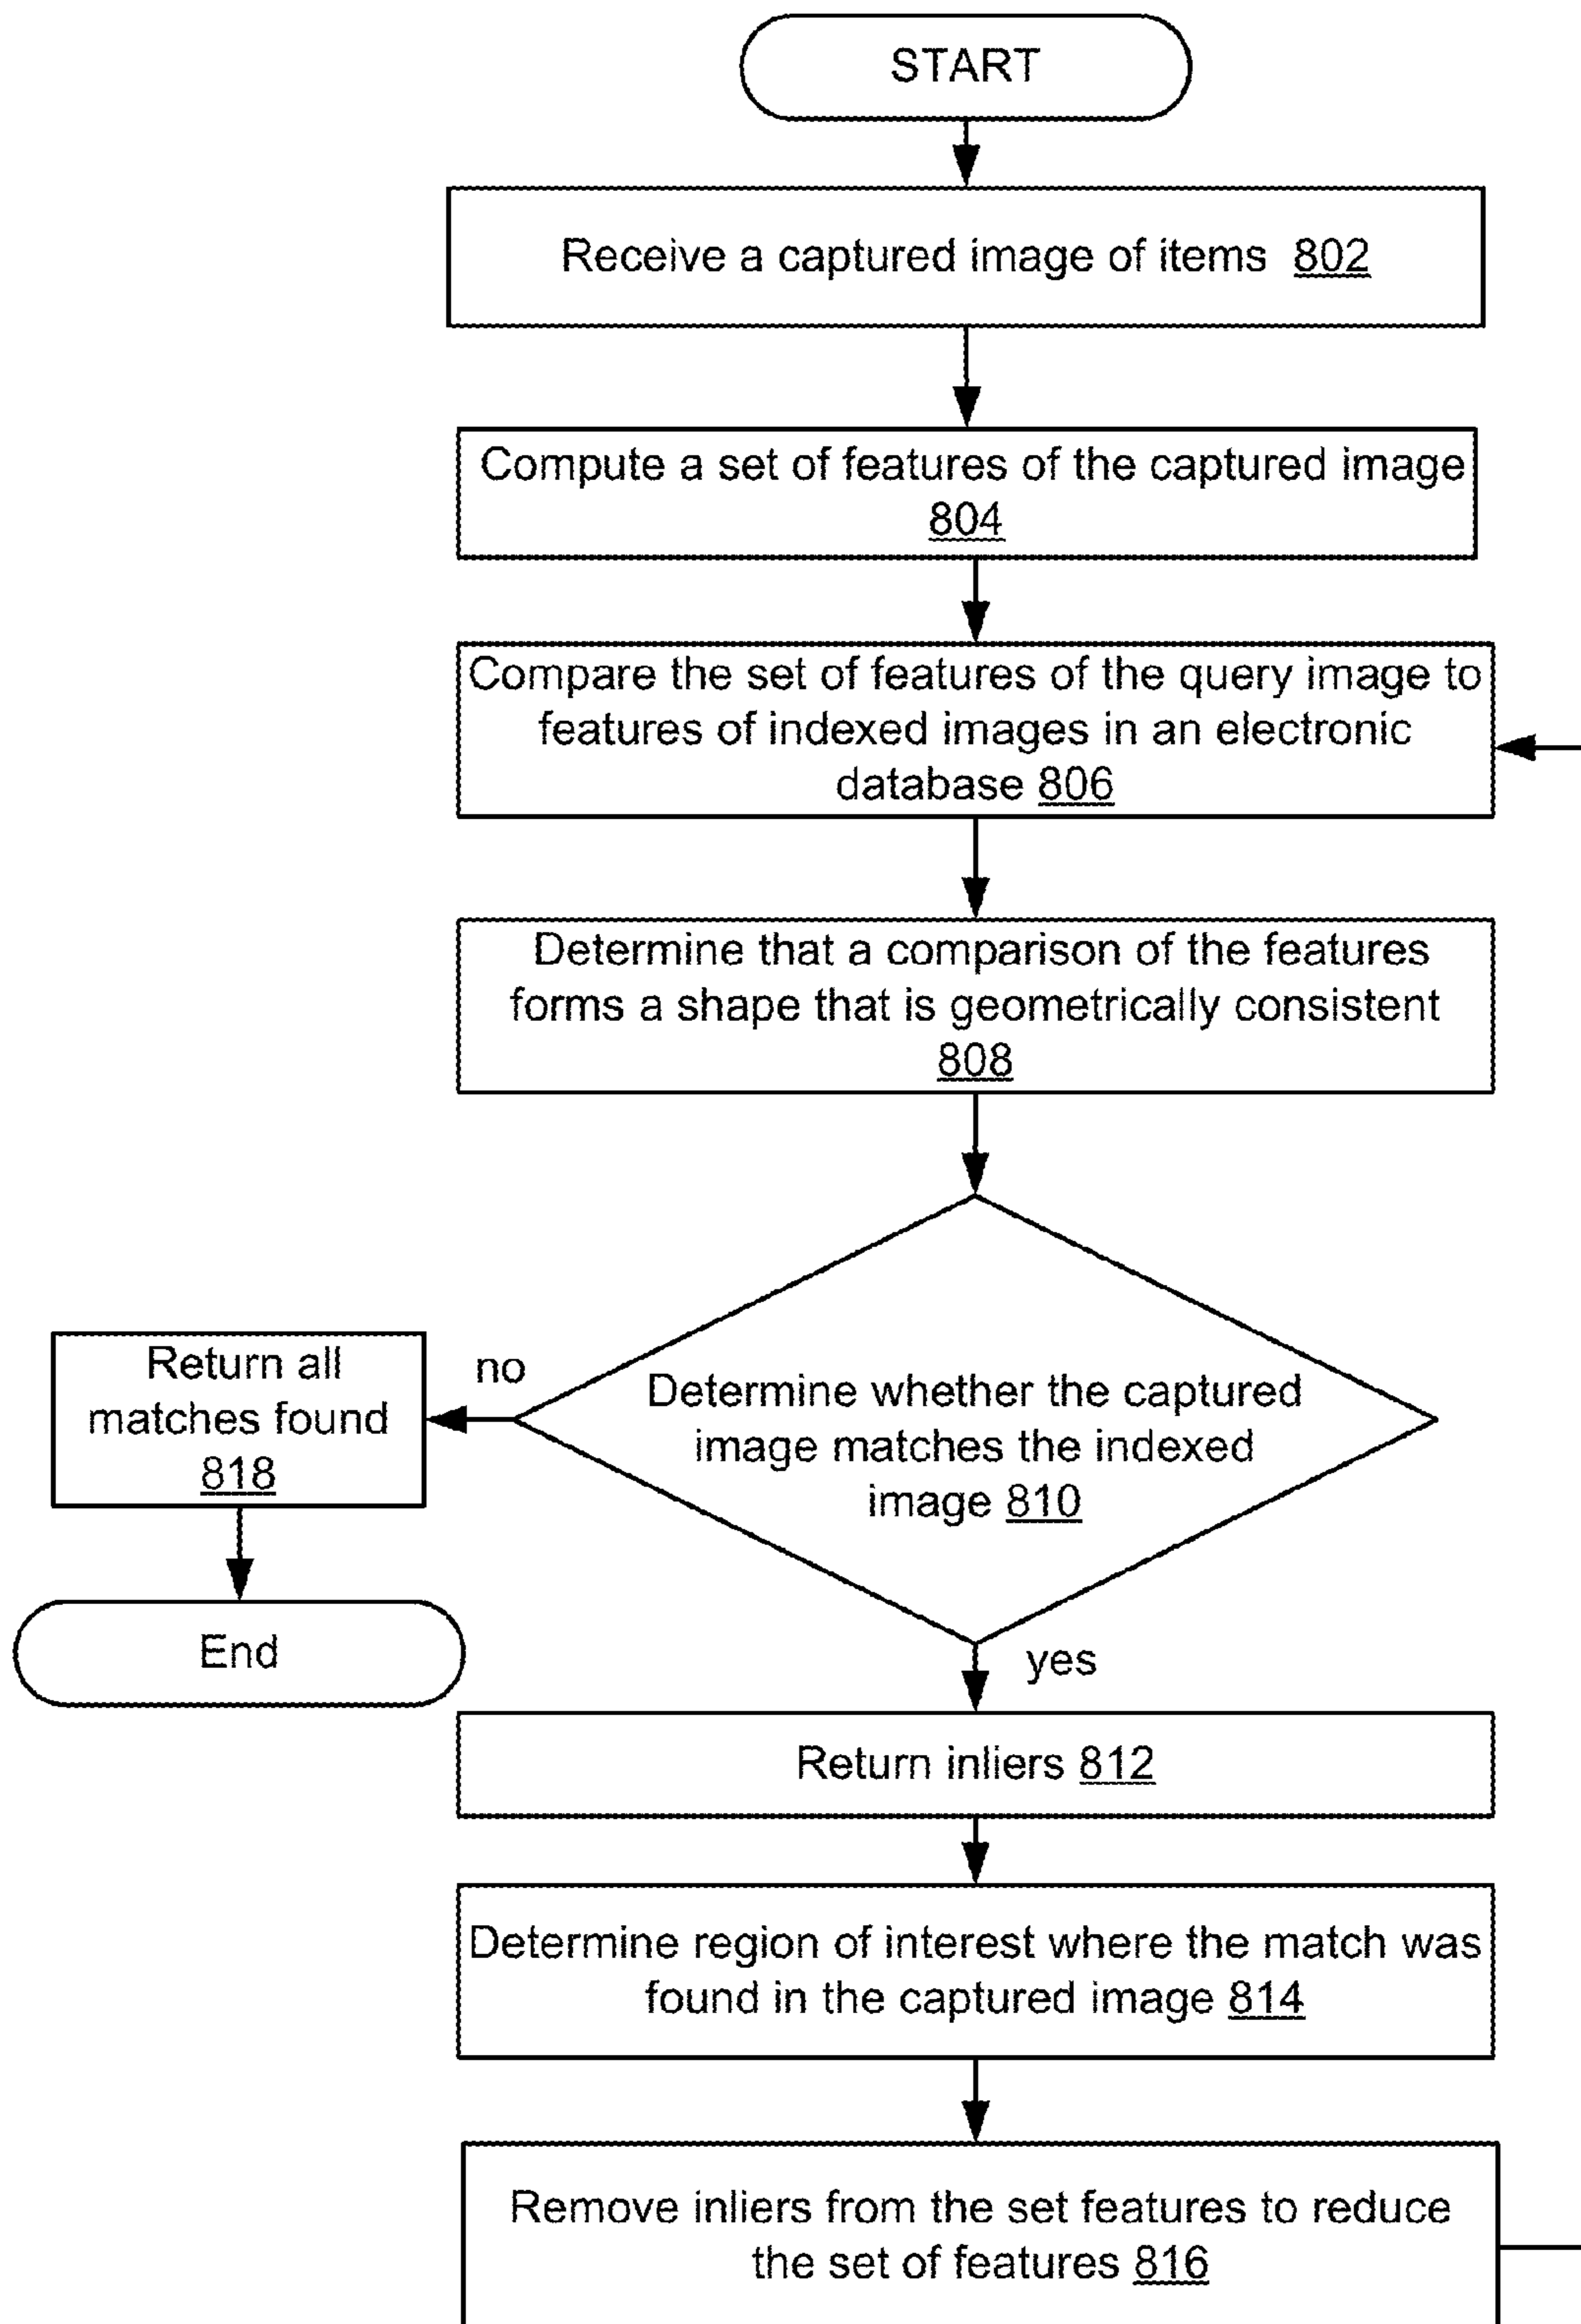 START
Receive a captured image of items 802
Compute a set of features of the captured image
804
Compare the set of features of the query image to
features of indexed images in an electronic
database 806
Determine that a comparison of the features
forms a shape that is geometrically consistent
808
Determine whether the captured
image matches the indexed
image 810
no
Return all
matches found
818
End
yes
Return inliers 812
Determine region of interest where the match was
found in the captured image 814
Remove inliers from the set features to reduce
the set of features 816